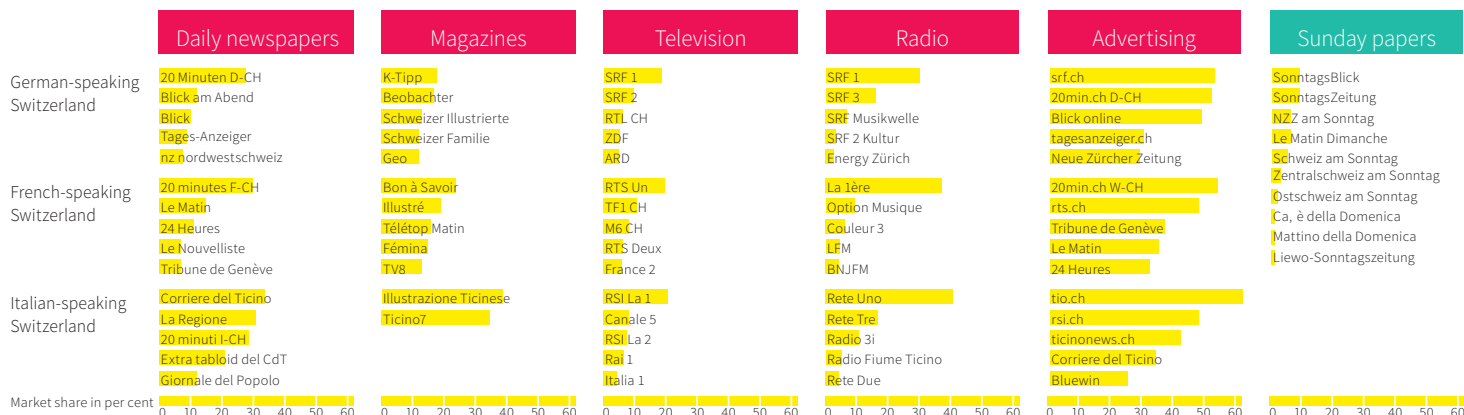 Daily newspapers
Magazines
Television
Radio
Advertising
Sunday papers
German-speaking
Switzerland
20 Minuten D-CH
Blick am Abend
Blick
Tages-Anzeiger
nz nordwestschweiz
K-Tipp
Beobachter
Schweizer Illustrierte
Schweizer Familie
Geo
SRF 1
SRF 2
RTL CH
ZDF
ARD
SRF 1
SRF 3
SRF Musikwelle
SRF 2 Kultur
Energy Zürich
srf.ch
20min.ch D-CH
Blick online
tagesanzeiger.ch
Neue Zürcher Zeitung
SonntagsBlick
SonntagsZeitung
NZZ am Sonntag
Le Matin Dimanche
Schweiz am Sonntag
Zentralschweiz am Sonntag
Ostschweiz am Sonntag
Ca, è della Domenica
Mattino della Domenica
Liewo-Sonntagszeitung
French-speaking
Switzerland
20 minutes F-CH
Le Matin
24 Heures
Le Nouvelliste
Tribune de Genève
Bon à Savoir
Illustré
Télétop Matin
Fémina
TV8
RTS Un
TF1 CH
M6 CH
RTS Deux
France 2
La 1ère
Option Musique
Couleur 3
LFM
BNJFM
20min.ch W-CH
rts.ch
Tribune de Genève
Le Matin
24 Heures
Italian-speaking
Switzerland
Corriere del Ticino
La Regione
20 minuti I-CH
Extra tabloid del CdT
Giornale del Popolo
Illustrazione Ticinese
Ticino7
RSI La 1
Canale 5
RSI La 2
Rai 1
Italia 1
Rete Uno
Rete Tre
Radio 3i
Radio Fiume Ticino
Rete Due
tio.ch
rsi.ch
ticinonews.ch
Corriere del Ticino
Bluewin
Market share in per cent
0 10 20 30 40 50 60
0 10 20 30 40 50 60
0 10 20 30 40 50 60
0 10 20 30 40 50 60
0 10 20 30 40 50 60
0 10 20 30 40 50 60